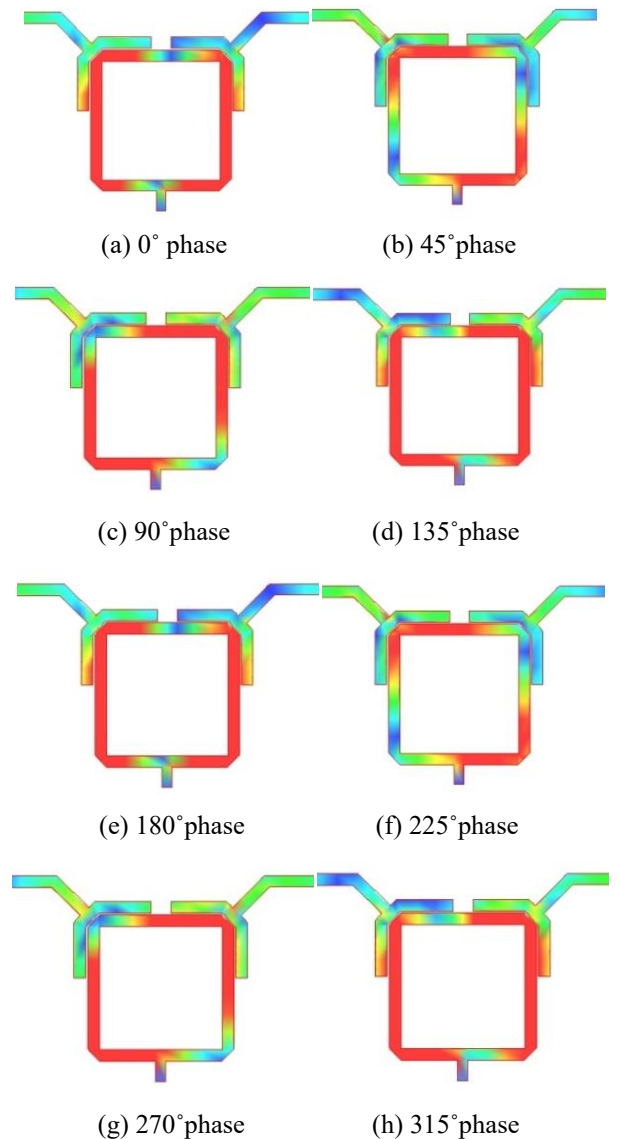 (a) 0˚ phase
(b) 45˚phase
(c) 90˚phase
(d) 135˚phase
(e) 180˚phase
(f) 225˚phase
(g) 270˚phase
(h) 315˚phase